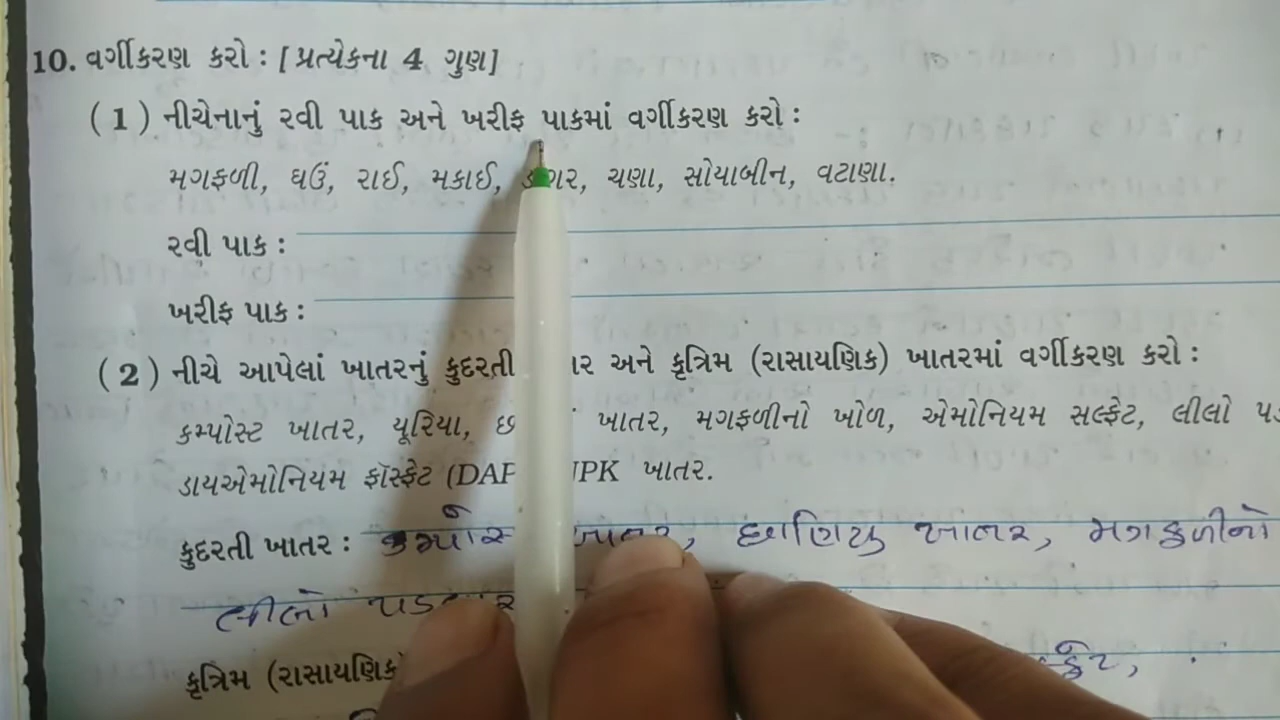 10. વર્ગીકરણ કરો : [પ્રત્યેકના 4 ગુણ]
(1) નીચેનાનું રવી પાક અને ખરીફ પાકમાં વર્ગીકરણ કરો :
મગફળી, ઘઉં, રાઈ, મકાઈ, ચણા, સોયાબીન, વટાણા.
રવી પાક :
ખરીફ પાક :
(2) નીચે આપેલાં ખાતરનું કુદરતી અને કૃત્રિમ (રાસાયણિક) ખાતરમાં વર્ગીકરણ કરો :
કમ્પોસ્ટ ખાતર, યૂરિયા, ખાતર, મગફળીનો ખોળ, એમોનિયમ સલ્ફેટ, લીલો
ડાયએમોનિયમ ફૉસ્ફેટ (DAP NPK ખાતર.
કુદરતી ખાતર : છાણિયુ ખાતર, મગફળીનો
લીલો
કૃત્રિમ (રાસાયણિક)